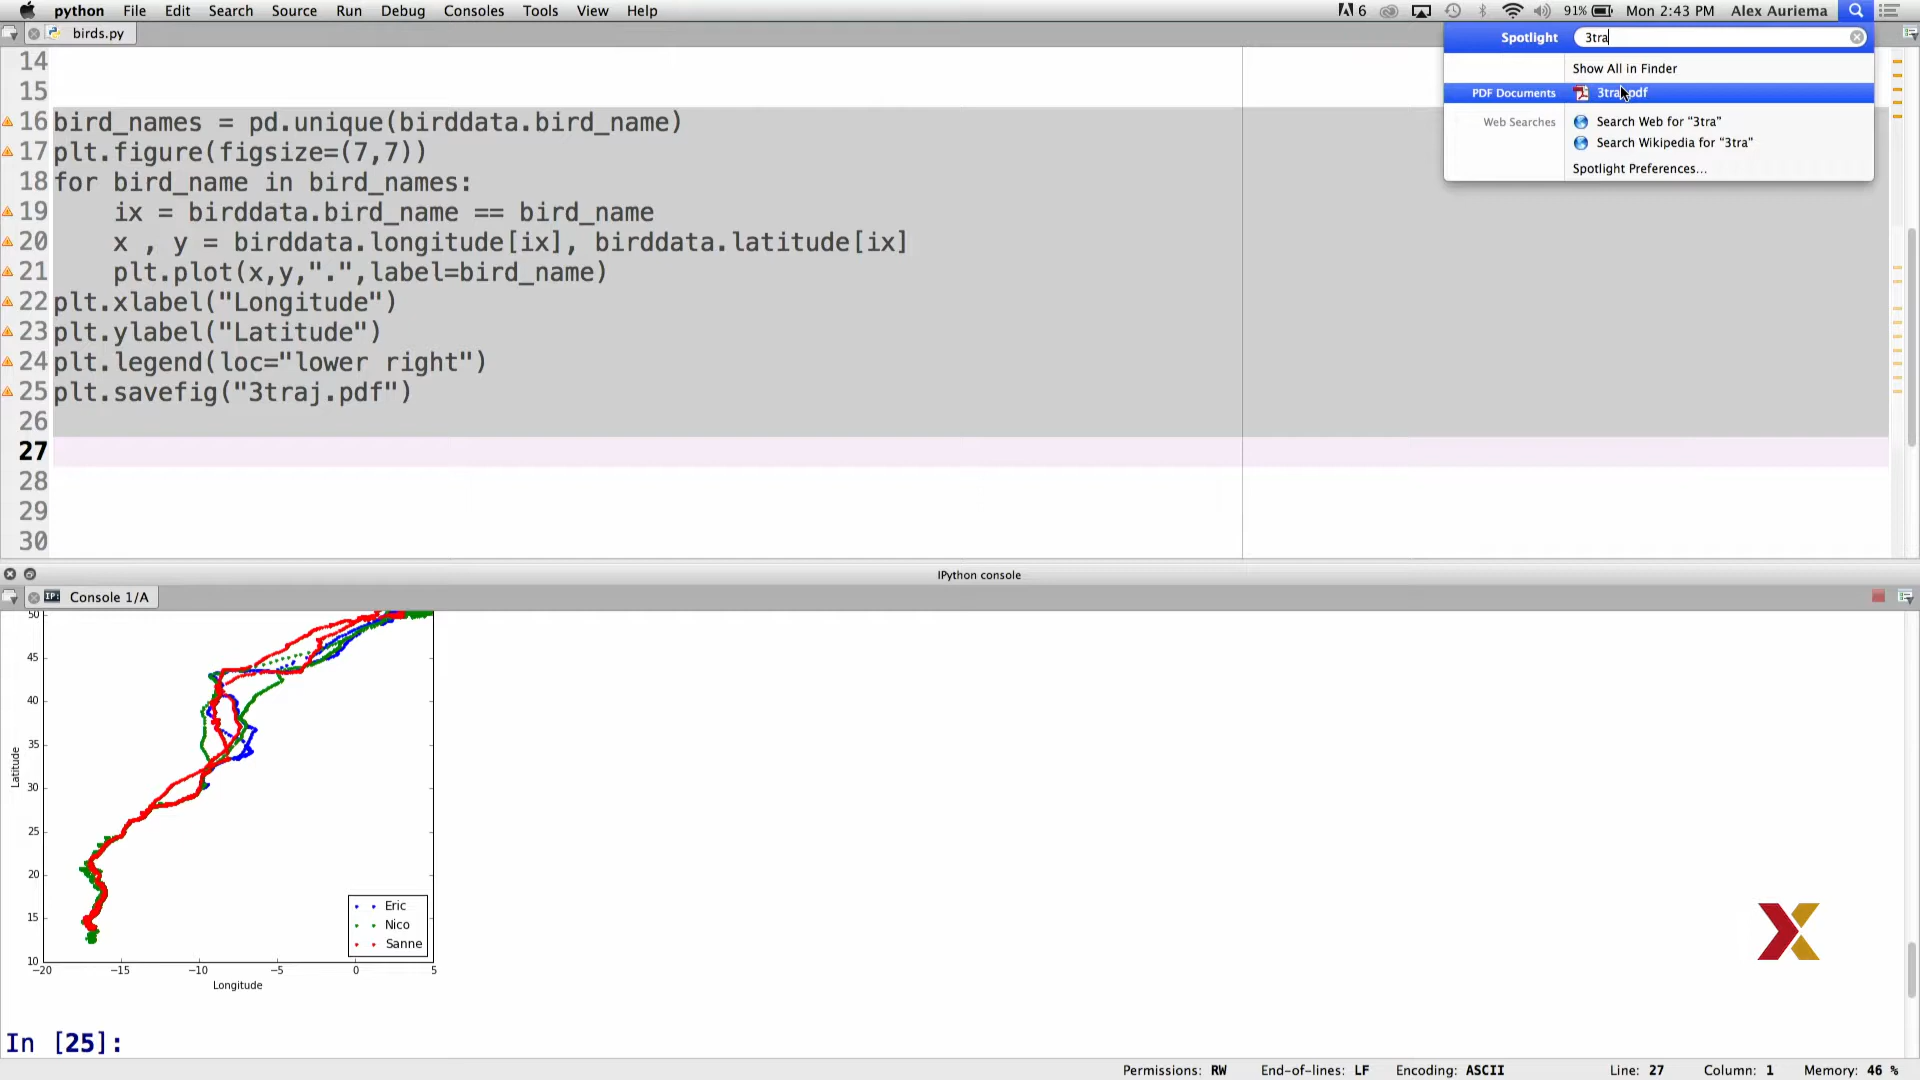 python File Edit Search Source Run Debug Consoles Tools View Help 6 91% Mon 2:43 PM Alex Auriema
birds.py
Spotlight 3tra
Show All in Finder
PDF Documents
Web Searches Search Web for “3tra”
Search Wikipedia for “3tra”
Spotlight Preferences...
14
15
16 bird_names = pd.unique(birddata.bird_name)
17 plt.figure(figsize=(7,7))
18 for bird_name in bird_names:
19 ix = birddata.bird_name == bird_name
20 x , y = birddata.longitude[ix], birddata.latitude[ix]
21 plt.plot(x,y,".",label=bird_name)
22 plt.xlabel("Longitude")
23 plt.ylabel("Latitude")
24 plt.legend(loc="lower right")
25 plt.savefig("3traj.pdf")
26
27
28
29
30
IPython console
IP: Console 1/A
50
45
40
35
30
25
20
15
10
Latitude
Eric
Nico
Sanne
−20 −15 −10 −5 0 5
Longitude
In [25]:
Permissions: RW End-of-lines: LF Encoding: ASCII Line: 27 Column: 1 Memory: 46 %